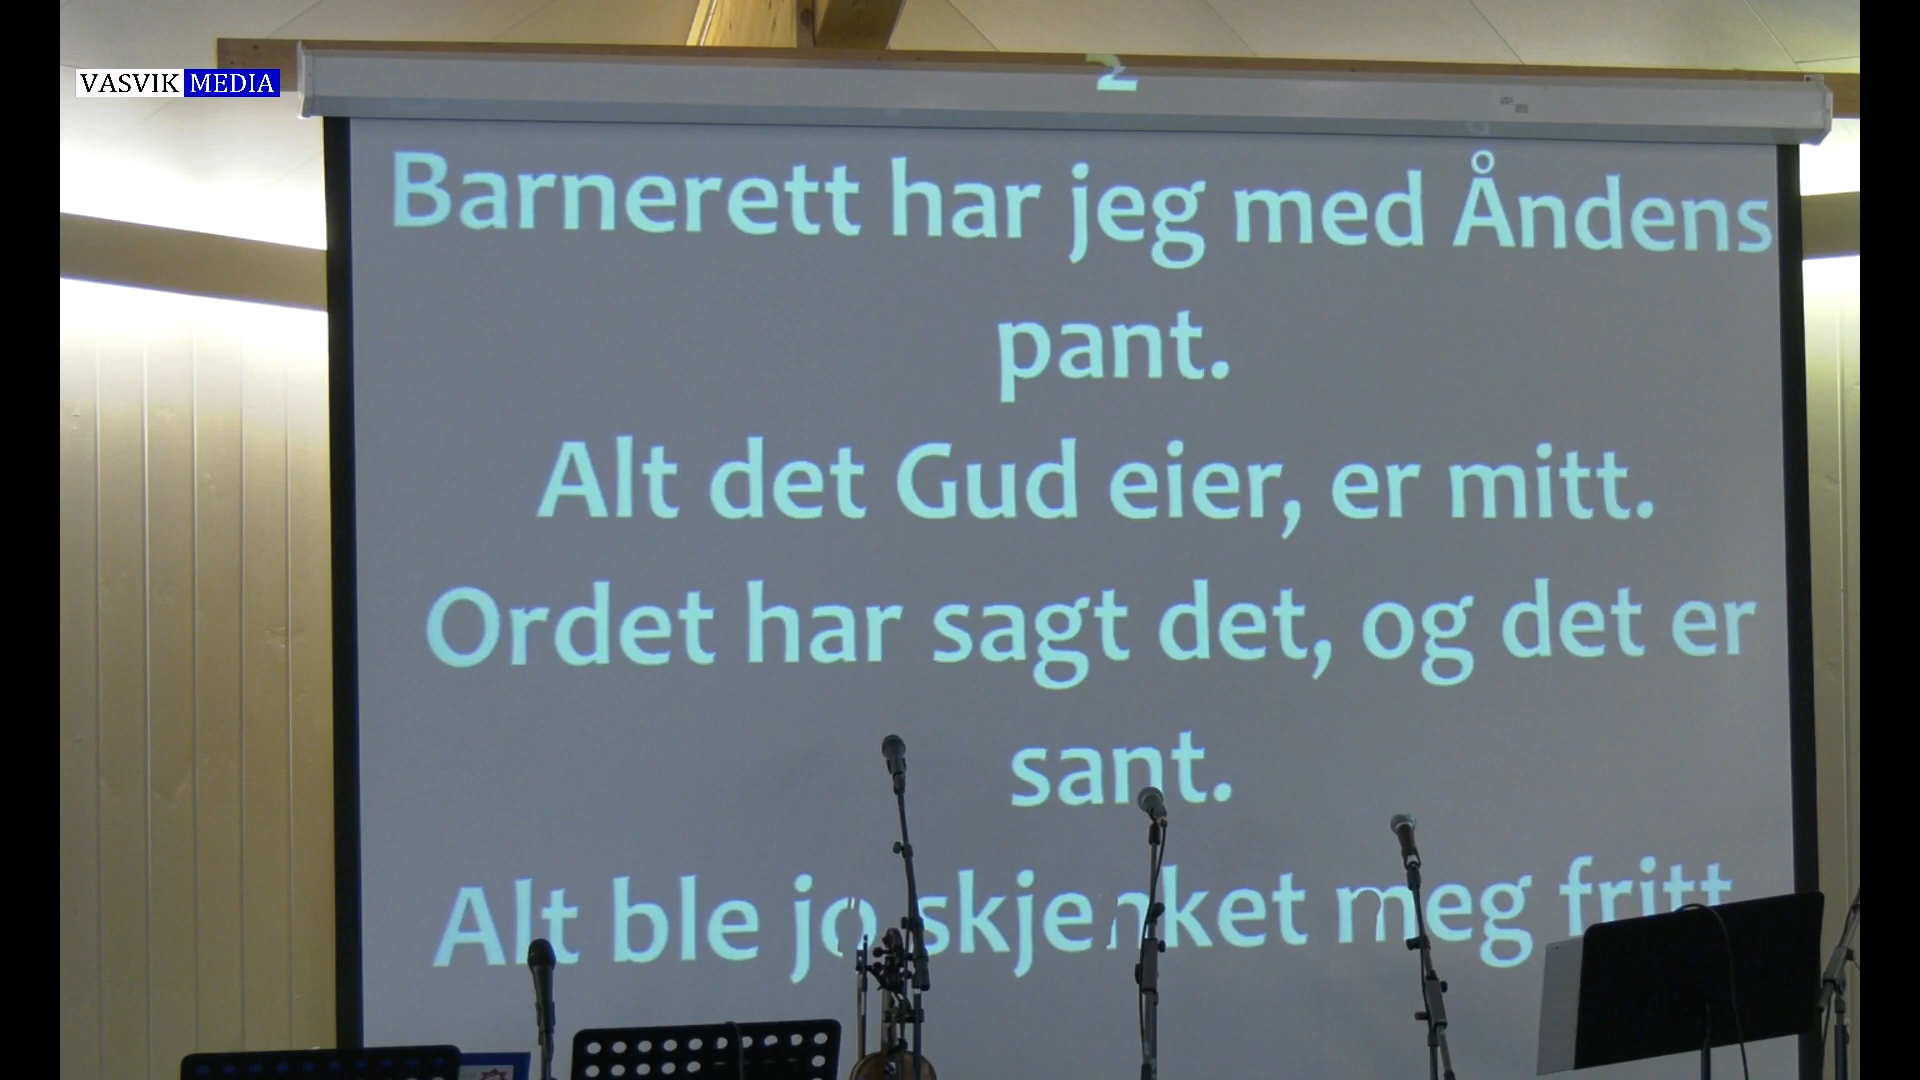 VASVIK MEDIA
2
Barnerett har jeg med Åndens
pant.
Alt det Gud eier, er mitt.
Ordet har sagt det, og det er
sant.
Alt ble jo skjenket meg fritt